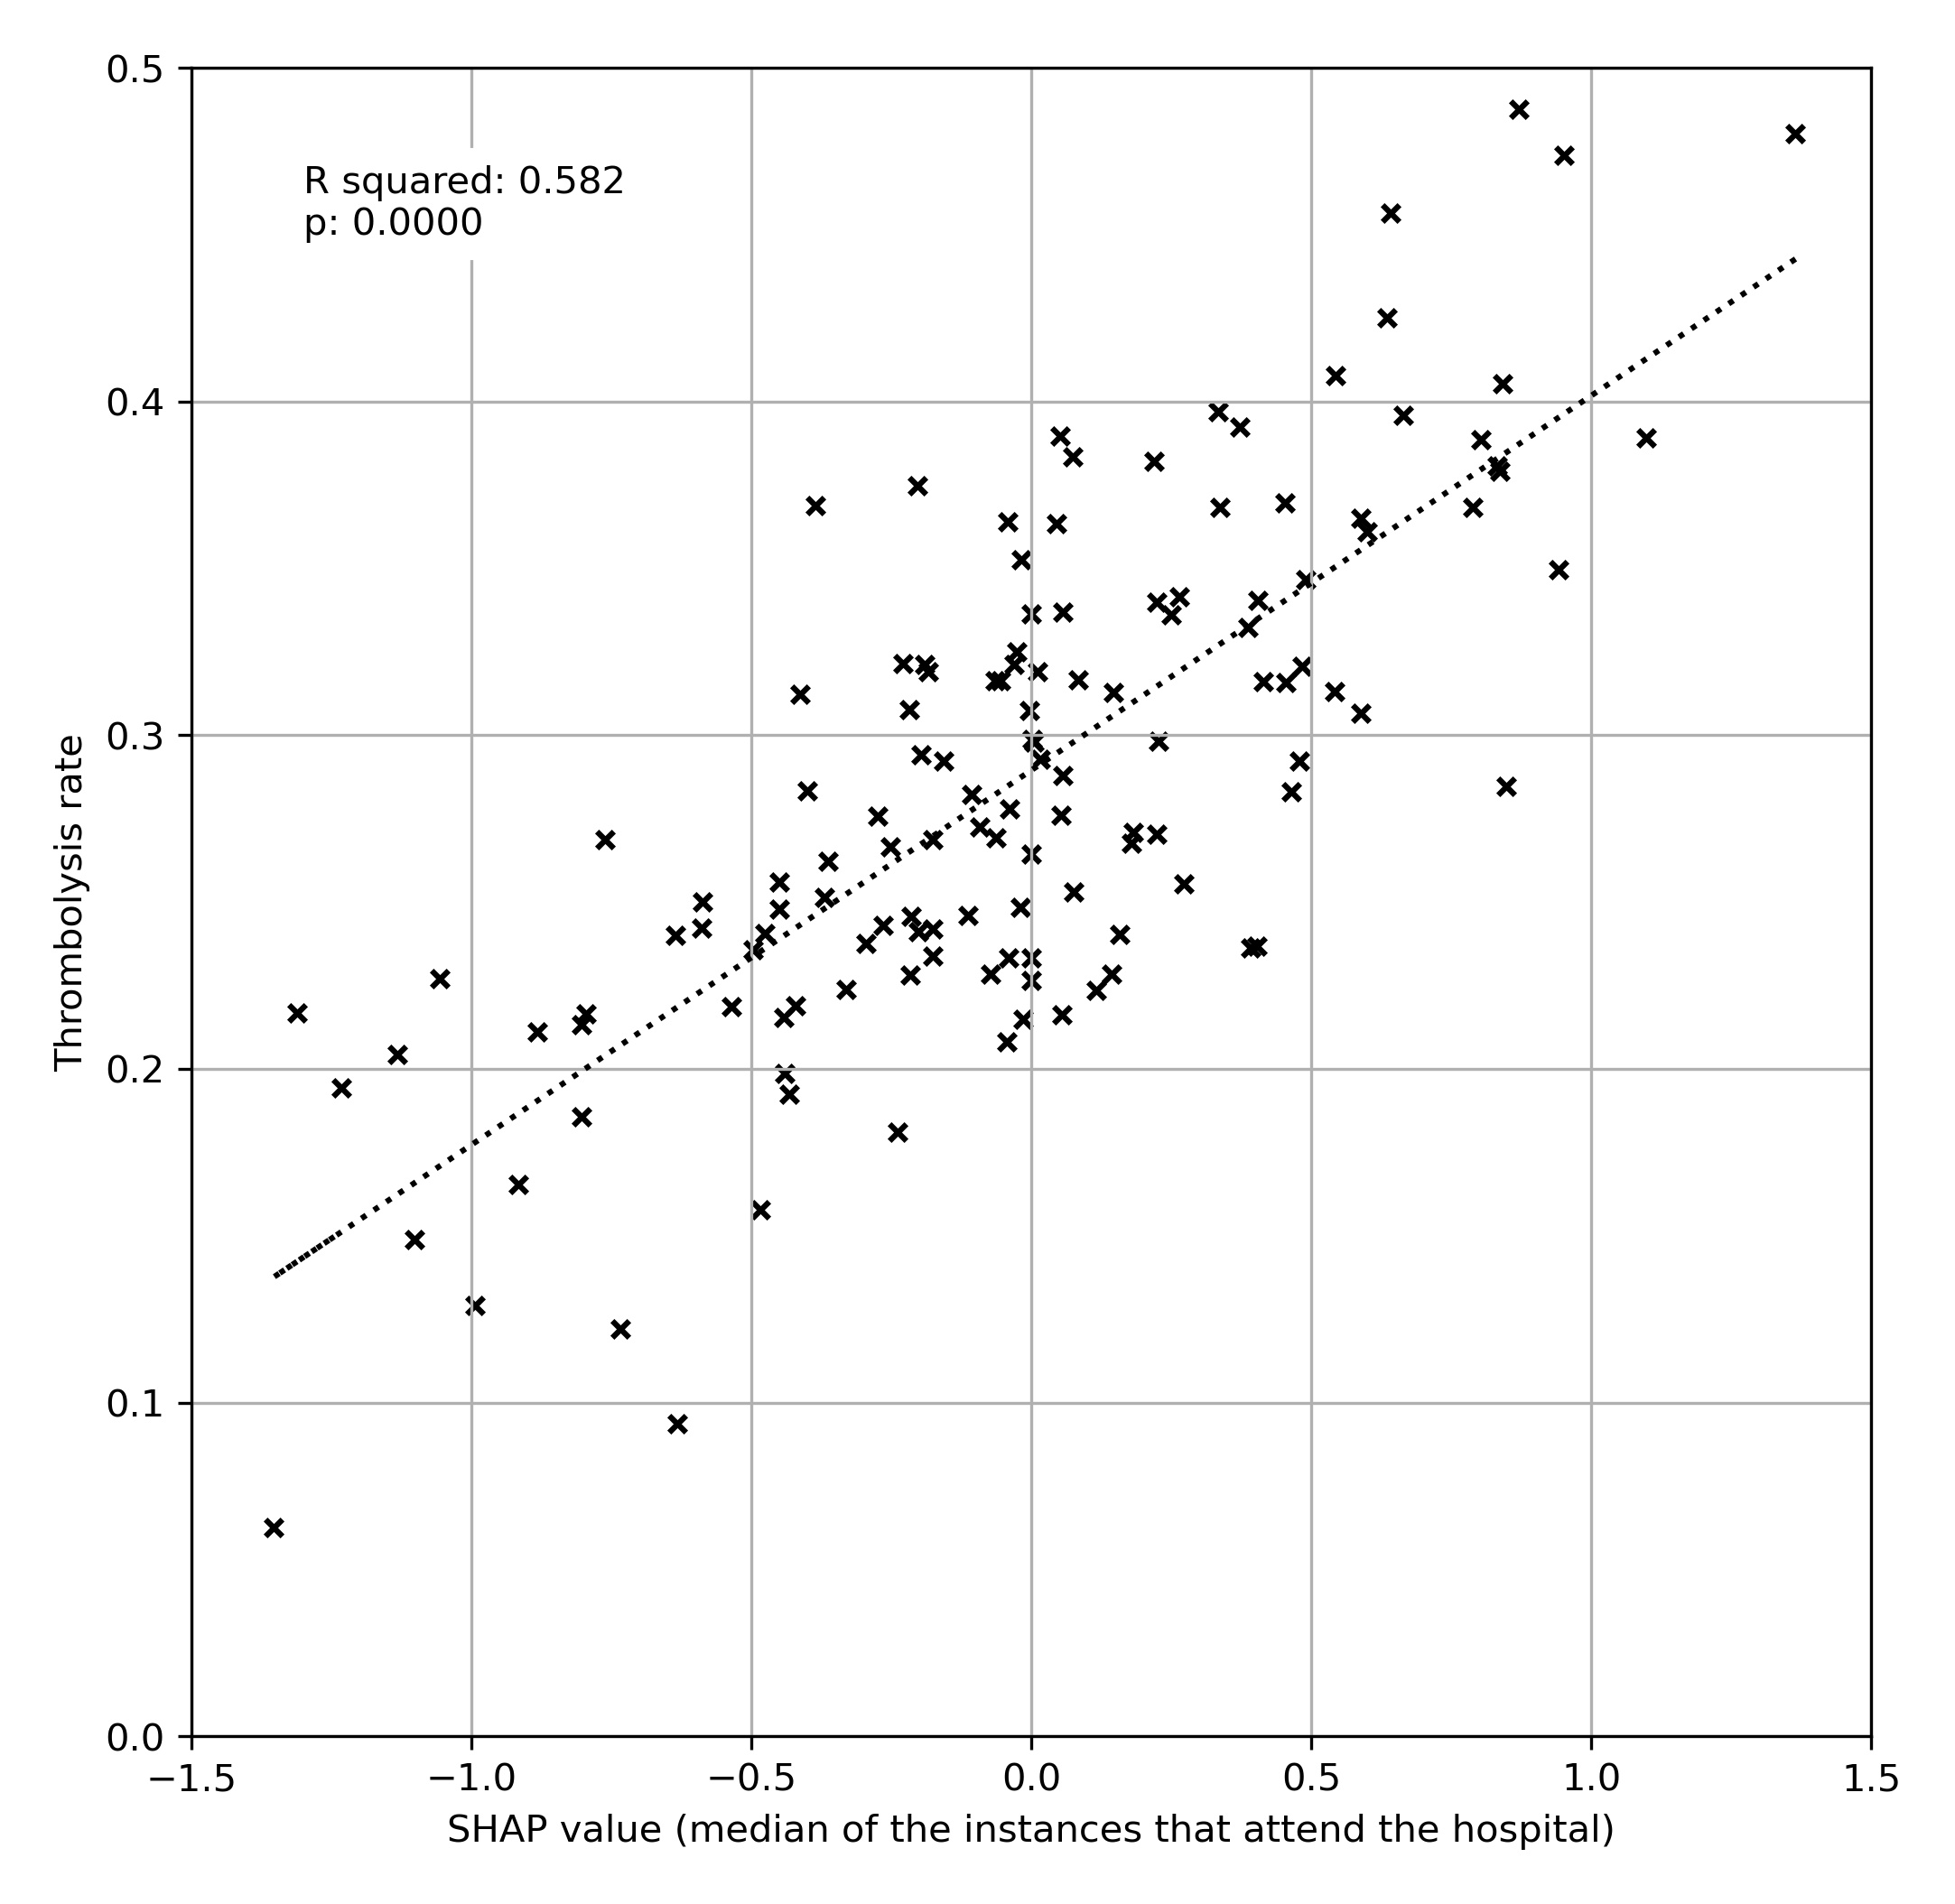 R squared: 0.582
p: 0.0000
0.5
0.4
0.3
0.2
0.1
0.0
Thrombolysis rate
−1.5 −1.0 −0.5 0.0 0.5 1.0 1.5
SHAP value (median of the instances that attend the hospital)